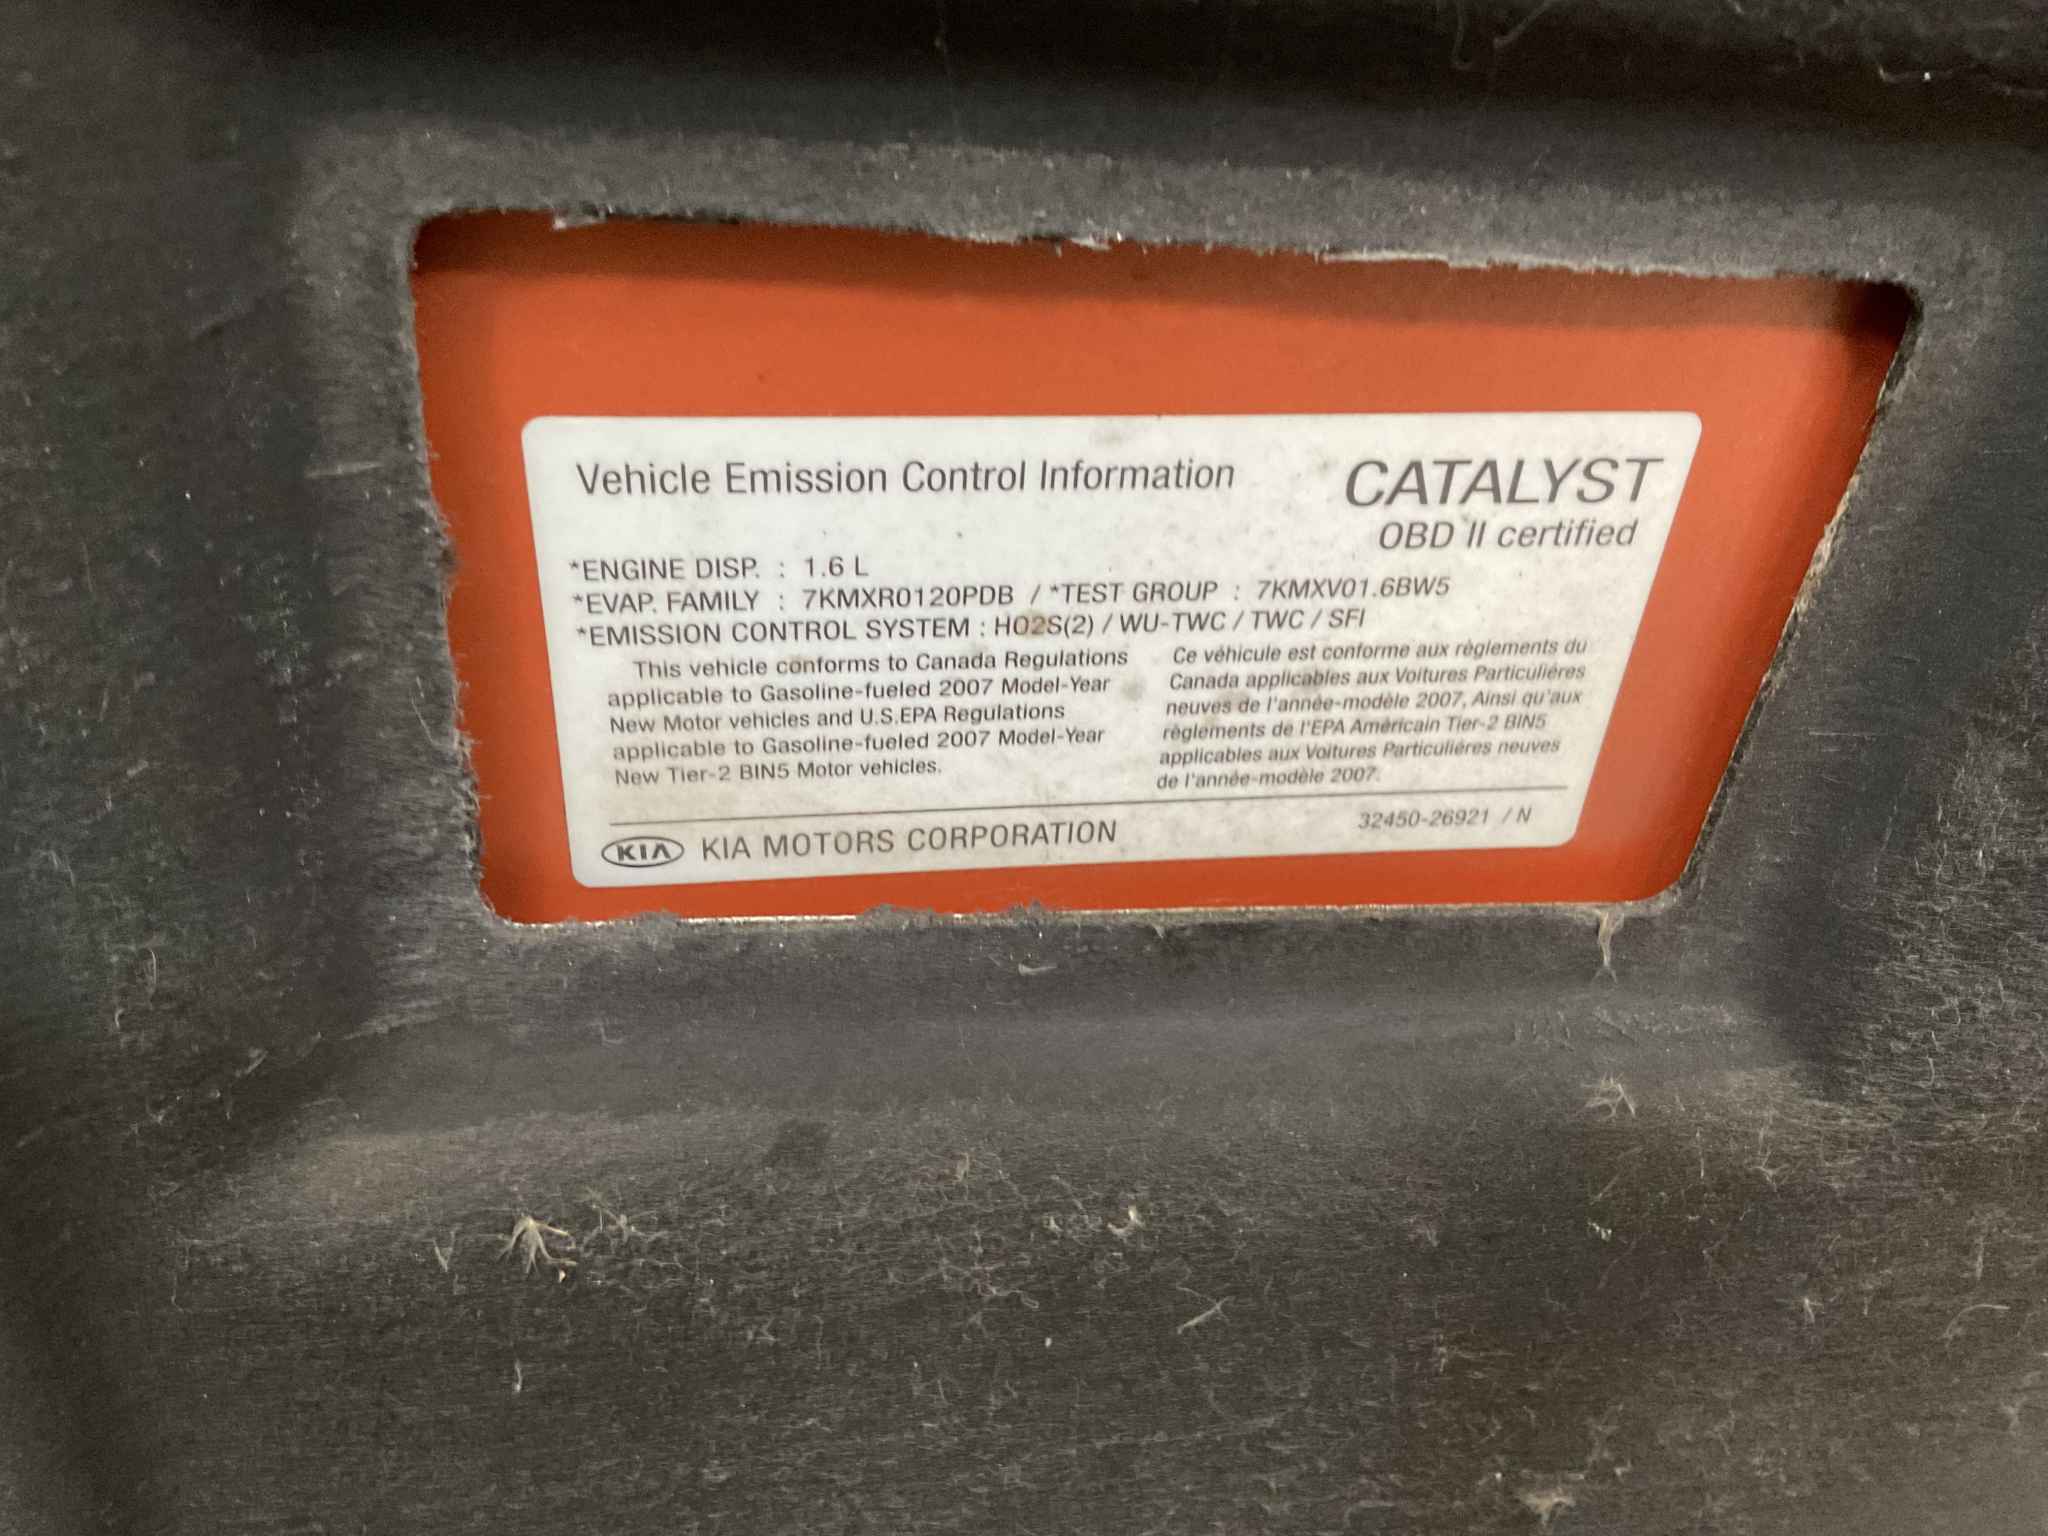 Vehicle Emission Control Information
CATALYST
OBD II certified
*ENGINE DISP. : 1.6 L
*EVAP. FAMILY : 7KMXR0120PDB / *TEST GROUP : 7KMXV01.6BW5
*EMISSION CONTROL SYSTEM : HO2S(2) / WU-TWC / TWC / SFI
This vehicle conforms to Canada Regulations
applicable to Gasoline-fueled 2007 Model-Year
New Motor vehicles and U.S.EPA Regulations
applicable to Gasoline-fueled 2007 Model-Year
New Tier-2 BIN5 Motor vehicles.
Ce véhicule est conforme aux règlements du
Canada applicables aux Voitures Particulières
neuves de l'année-modèle 2007, Ainsi qu'aux
règlements de l'EPA Américain Tier-2 BIN5
applicables aux Voitures Particulières neuves
de l'année-modèle 2007.
KIA KIA MOTORS CORPORATION
32450-26921 / N